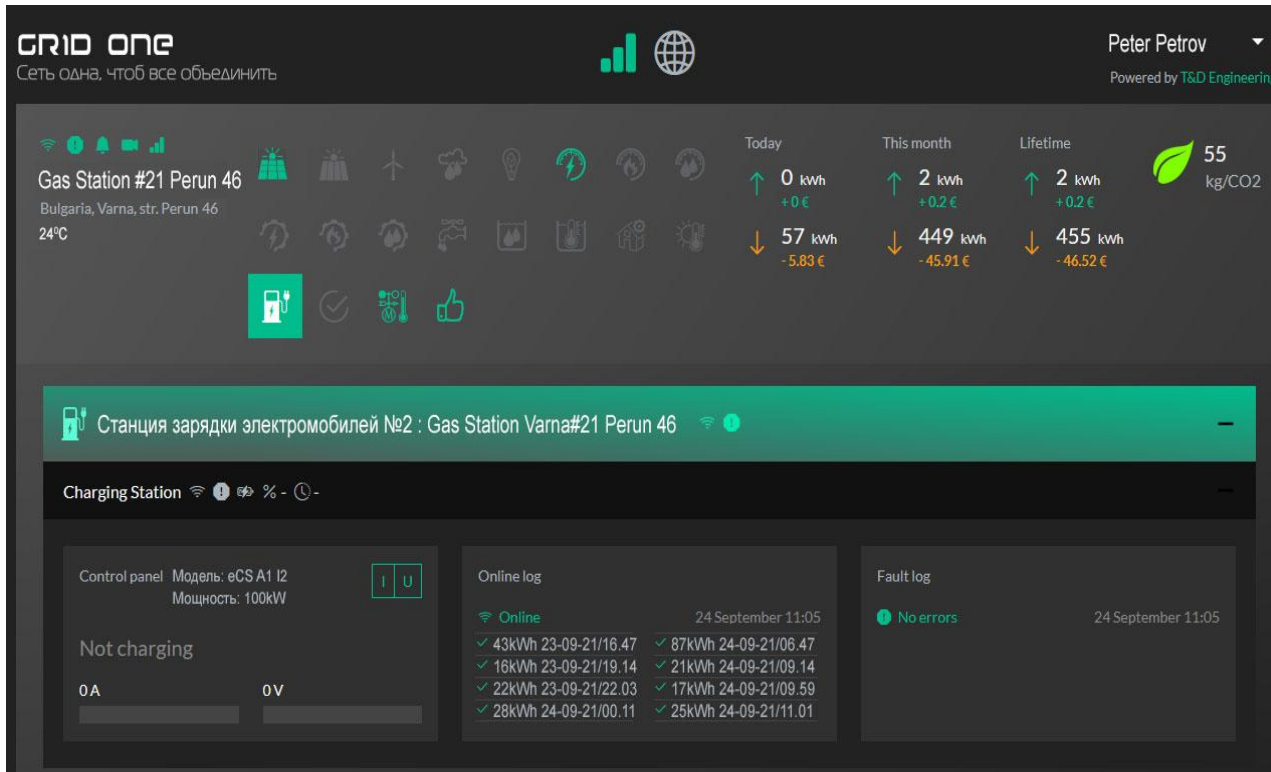 GRID ONE
Сеть одна, чтоб все объединить
Peter Petrov
Powered by T&D Engineerin
Gas Station #21 Perun 46
Bulgaria, Varna, str. Perun 46
24°C
Today
0 kwh
+0 €
57 kwh
- 5.83 €
This month
2 kwh
+0.2 €
449 kwh
- 45.91 €
Lifetime
2 kwh
+0.2 €
455 kwh
- 46.52 €
55
kg/CO2
M
Станция зарядки электромобилей №2 : Gas Station Varna#21 Perun 46
Charging Station % - -
Control panel Модель: eCS A1 I2
Мощность: 100kW
I U
Not charging
0 A 0 V
Online log
Online 24 September 11:05
43kWh 23-09-21/16.47 87kWh 24-09-21/06.47
16kWh 23-09-21/19.14 21kWh 24-09-21/09.14
22kWh 23-09-21/22.03 17kWh 24-09-21/09.59
28kWh 24-09-21/00.11 25kWh 24-09-21/11.01
Fault log
No errors 24 September 11:05